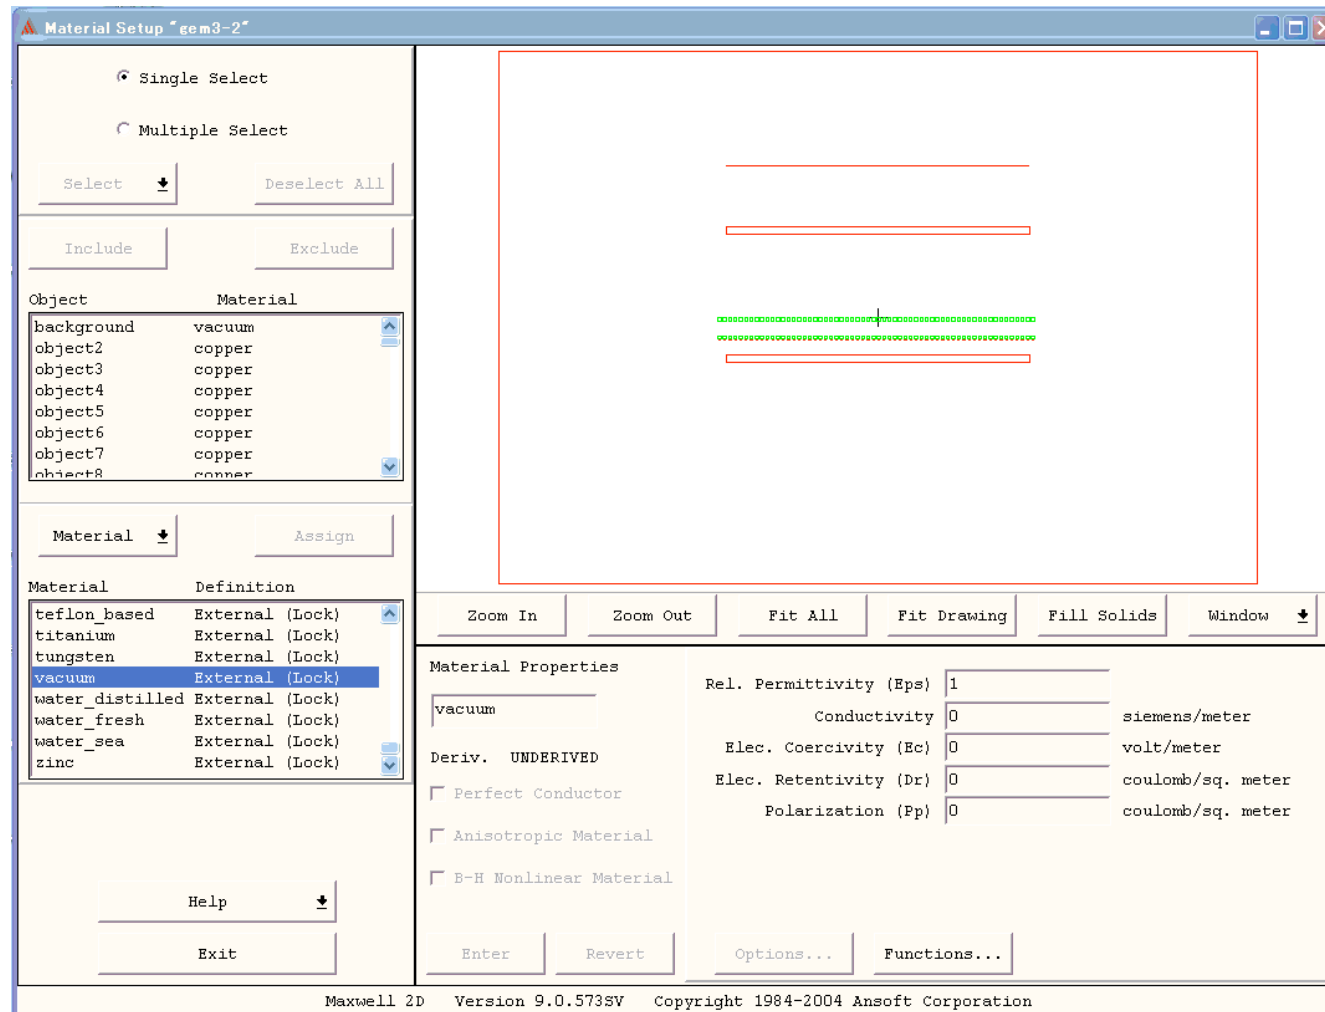 Material Setup "gem3-2"
Single Select
Multiple Select
Select
Deselect All
Include
Exclude
Object Material
background vacuum
object2 copper
object3 copper
object4 copper
object5 copper
object6 copper
object7 copper
object8 copper
Material
Assign
Material Definition
teflon_based External (Lock)
titanium External (Lock)
tungsten External (Lock)
vacuum External (Lock)
water_distilled External (Lock)
water_fresh External (Lock)
water_sea External (Lock)
zinc External (Lock)
Help
Exit
Zoom In
Zoom Out
Fit All
Fit Drawing
Fill Solids
Window
Material Properties
vacuum
Deriv. UNDERIVED
Perfect Conductor
Anisotropic Material
B-H Nonlinear Material
Enter
Revert
Rel. Permittivity (Eps) 1
Conductivity 0 siemens/meter
Elec. Coercivity (Ec) 0 volt/meter
Elec. Retentivity (Dr) 0 coulomb/sq. meter
Polarization (Pp) 0 coulomb/sq. meter
Options...
Functions...
Maxwell 2D Version 9.0.573SV Copyright 1984-2004 Ansoft Corporation